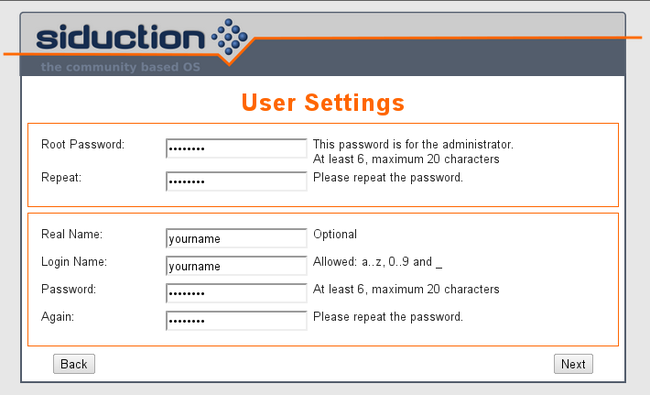 siduction
the community based OS
User Settings
Root Password: •••••••• This password is for the administrator.
At least 6, maximum 20 characters
Repeat: •••••••• Please repeat the password.
Real Name: yourname Optional
Login Name: yourname Allowed: a..z, 0..9 and _
Password: •••••••• At least 6, maximum 20 characters
Again: •••••••• Please repeat the password.
Back Next